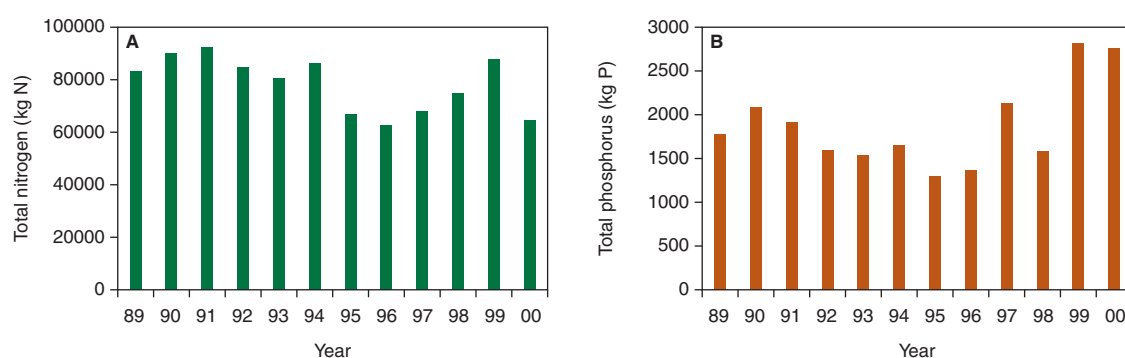 A
Total nitrogen (kg N)
100000
80000
60000
40000
20000
0
89 90 91 92 93 94 95 96 97 98 99 00
Year
B
Total phosphorus (kg P)
3000
2500
2000
1500
1000
500
0
89 90 91 92 93 94 95 96 97 98 99 00
Year